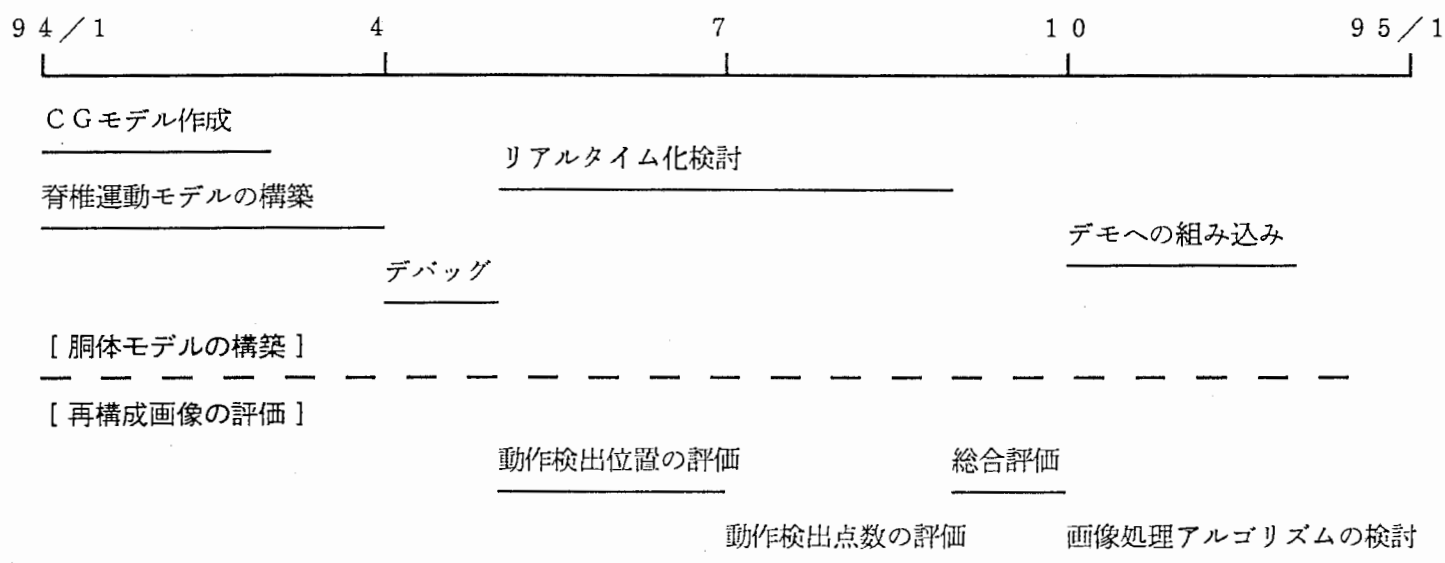 94／1 4 7 10 95／1
CGモデル作成
リアルタイム化検討
脊椎運動モデルの構築
デモへの組み込み
デバッグ
[ 胴体モデルの構築 ]
[ 再構成画像の評価 ]
動作検出位置の評価 総合評価
動作検出点数の評価 画像処理アルゴリズムの検討